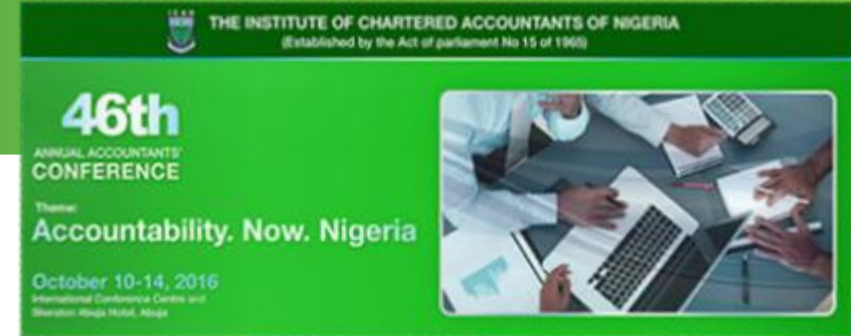 THE INSTITUTE OF CHARTERED ACCOUNTANTS OF NIGERIA
(Established by the Act of parliament No 15 of 1965)
46th
ANNUAL ACCOUNTANTS'
CONFERENCE
Theme:
Accountability. Now. Nigeria
October 10-14, 2016
International Conference Centre and
Sheraton Abuja Hotel, Abuja